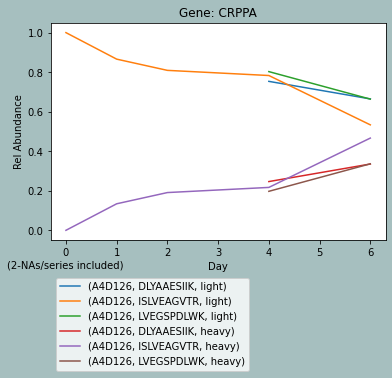 Gene: CRPPA
1.0
0.8
0.6
0.4
0.2
0.0
Rel Abundance
0 1 2 3 4 5 6
(2-NAs/series included)
Day
(A4D126, DLYAAESIIK, light)
(A4D126, ISLVEAGVTR, light)
(A4D126, LVEGSPDLWK, light)
(A4D126, DLYAAESIIK, heavy)
(A4D126, ISLVEAGVTR, heavy)
(A4D126, LVEGSPDLWK, heavy)